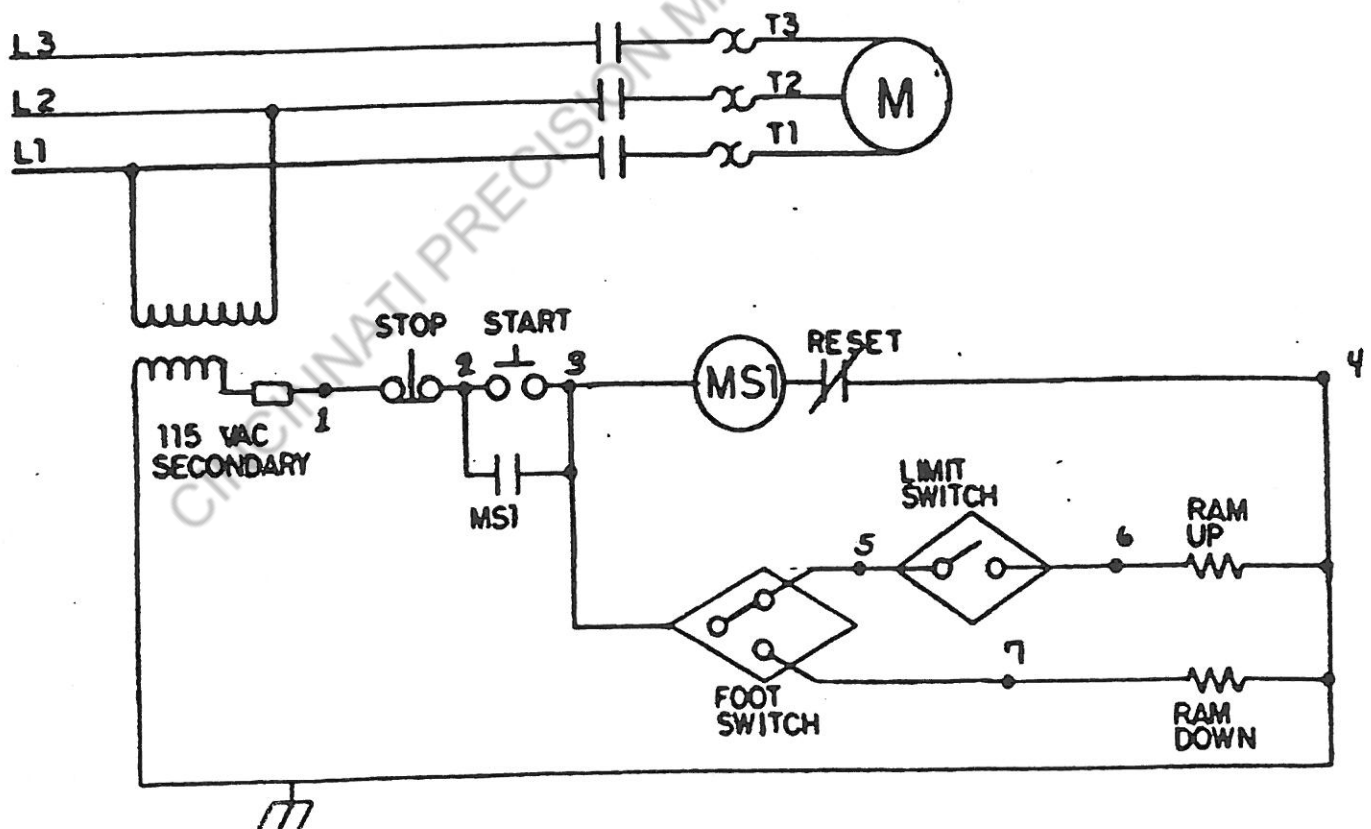 L3
T3
L2
T2
M
L1
T1
STOP
START
RESET
2
3
MS1
4
1
115 VAC
SECONDARY
MS1
LIMIT
SWITCH
RAM
UP
5
6
7
FOOT
SWITCH
RAM
DOWN
CINCINNATI PRECISION